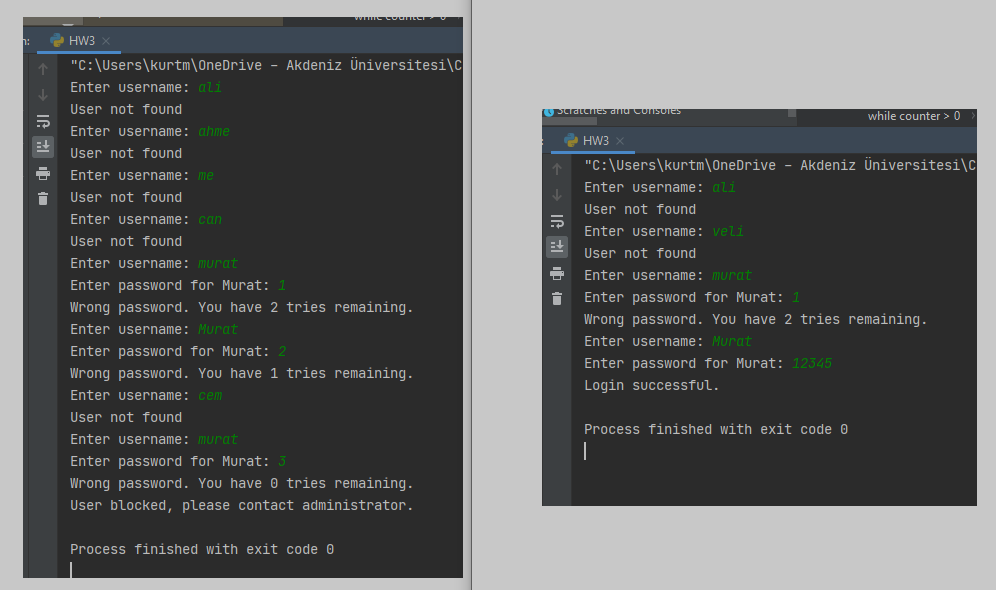 while counter > 0
HW3
"C:\Users\kurtm\OneDrive - Akdeniz Üniversitesi\C
Enter username: ali
User not found
Enter username: ahme
User not found
Enter username: me
User not found
Enter username: can
User not found
Enter username: murat
Enter password for Murat: 1
Wrong password. You have 2 tries remaining.
Enter username: Murat
Enter password for Murat: 2
Wrong password. You have 1 tries remaining.
Enter username: cem
User not found
Enter username: murat
Enter password for Murat: 3
Wrong password. You have 0 tries remaining.
User blocked, please contact administrator.
Process finished with exit code 0
Scratches and Consoles
while counter > 0
HW3
"C:\Users\kurtm\OneDrive - Akdeniz Üniversitesi\C
Enter username: ali
User not found
Enter username: veli
User not found
Enter username: murat
Enter password for Murat: 1
Wrong password. You have 2 tries remaining.
Enter username: Murat
Enter password for Murat: 12345
Login successful.
Process finished with exit code 0